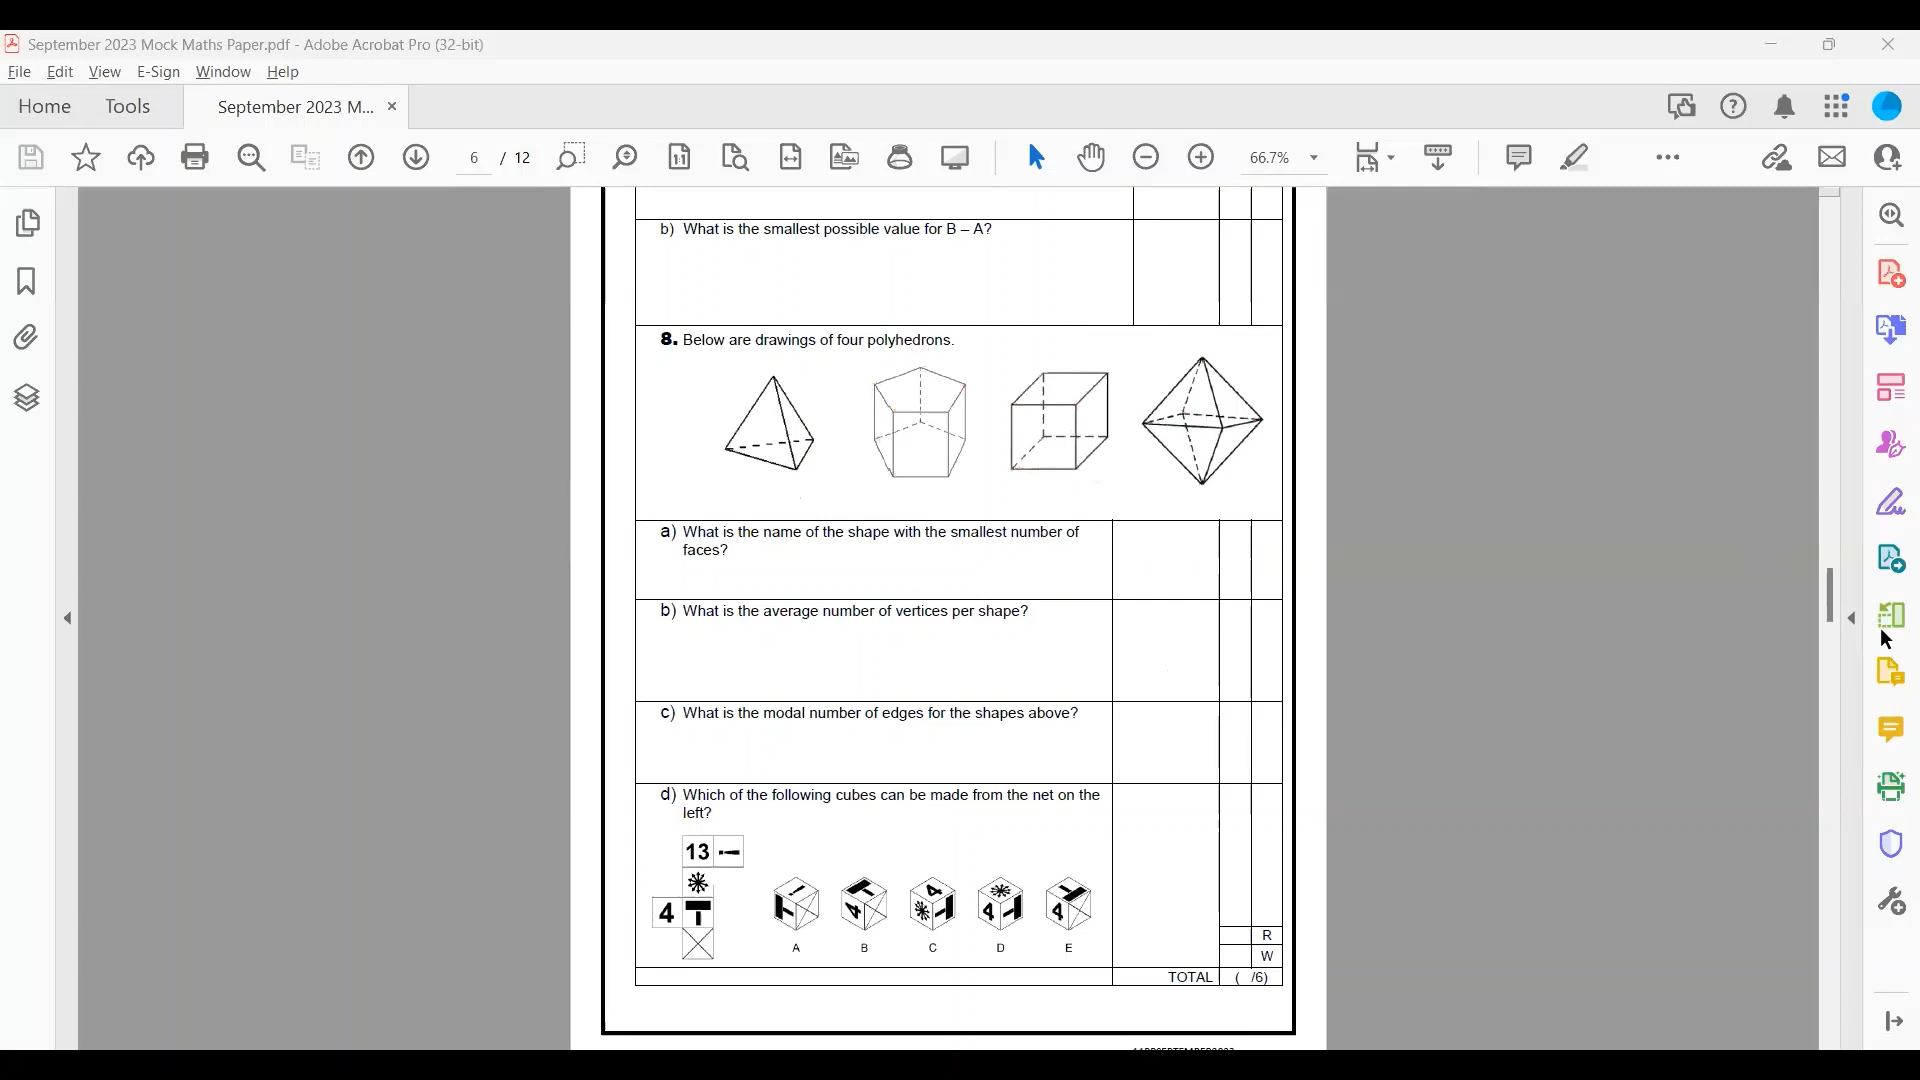 September 2023 Mock Maths Paper.pdf - Adobe Acrobat Pro (32-bit)
File Edit View E-Sign Window Help
Home Tools September 2023 M...
6 / 12 66.7%
b) What is the smallest possible value for B – A?
8. Below are drawings of four polyhedrons.
a) What is the name of the shape with the smallest number of
faces?
b) What is the average number of vertices per shape?
c) What is the modal number of edges for the shapes above?
d) Which of the following cubes can be made from the net on the
left?
13 !
4 T
A B C D E
R
W
TOTAL ( /6)